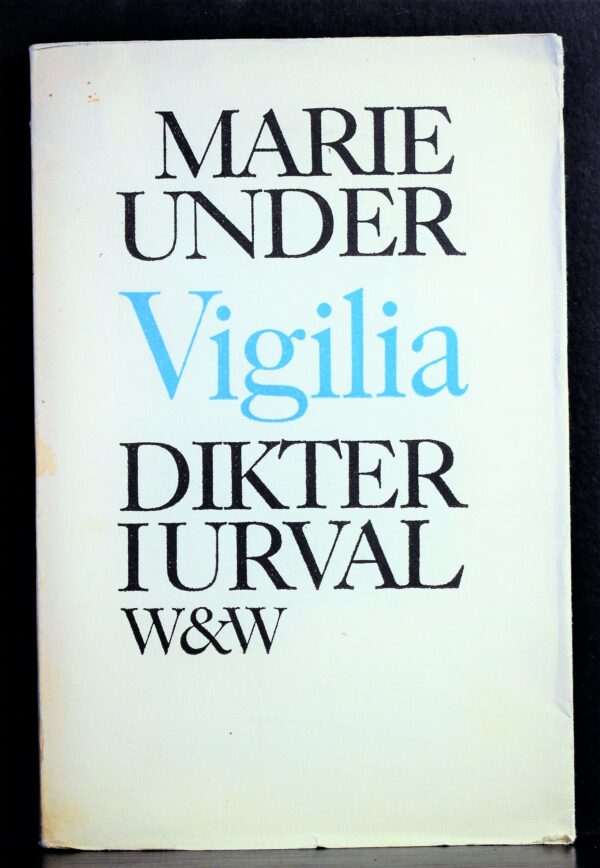 MARIE
UNDER
Vigilia
DIKTER
I URVAL
W&W